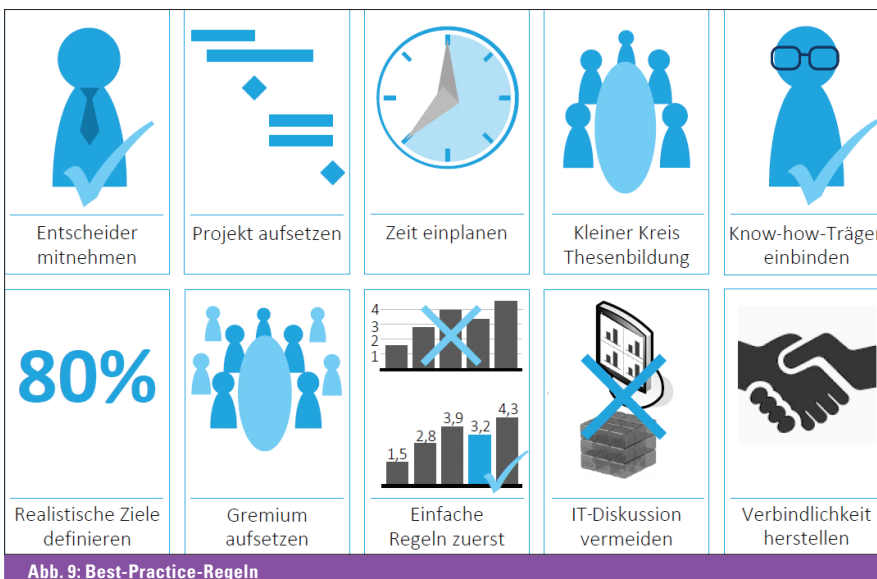 Entscheider
mitnehmen
Projekt aufsetzen
Zeit einplanen
Kleiner Kreis
Thesenbildung
Know-how-Träger
einbinden
80%
Realistische Ziele
definieren
Gremium
aufsetzen
4
3
2
1
1,5
2,8
3,9
3,2
4,3
Einfache
Regeln zuerst
IT-Diskussion
vermeiden
Verbindlichkeit
herstellen
Abb. 9: Best-Practice-Regeln